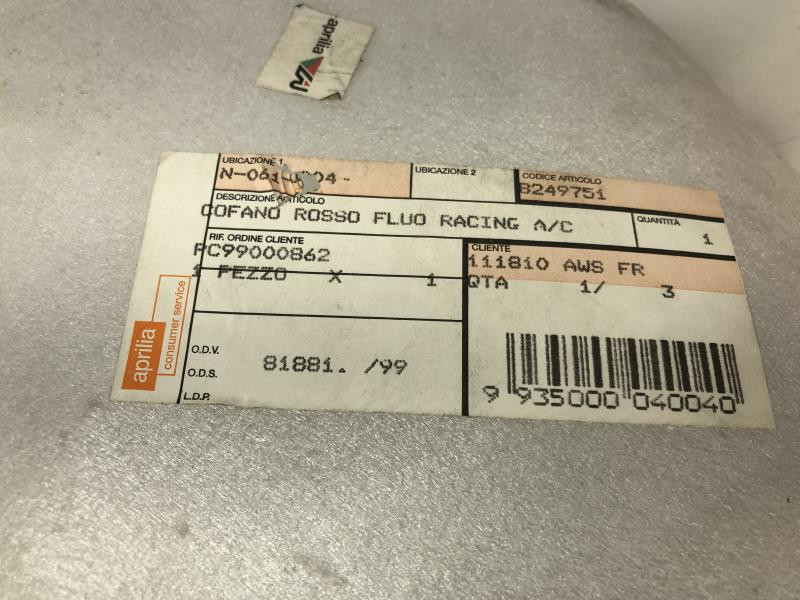 aprilia
UBICAZIONE 1
UBICAZIONE 2
CODICE ARTICOLO
8249751
DESCRIZIONE ARTICOLO
COFANO ROSSO FLUO RACING A/C
QUANTITÀ
1
RIF. ORDINE CLIENTE
PC99000862
1 PEZZO X 1
CLIENTE
111810 AWS FR
QTA 1/ 3
O.D.V.
O.D.S.
81881. /99
L.D.P.
aprilia
consumer service
9 935000 040040